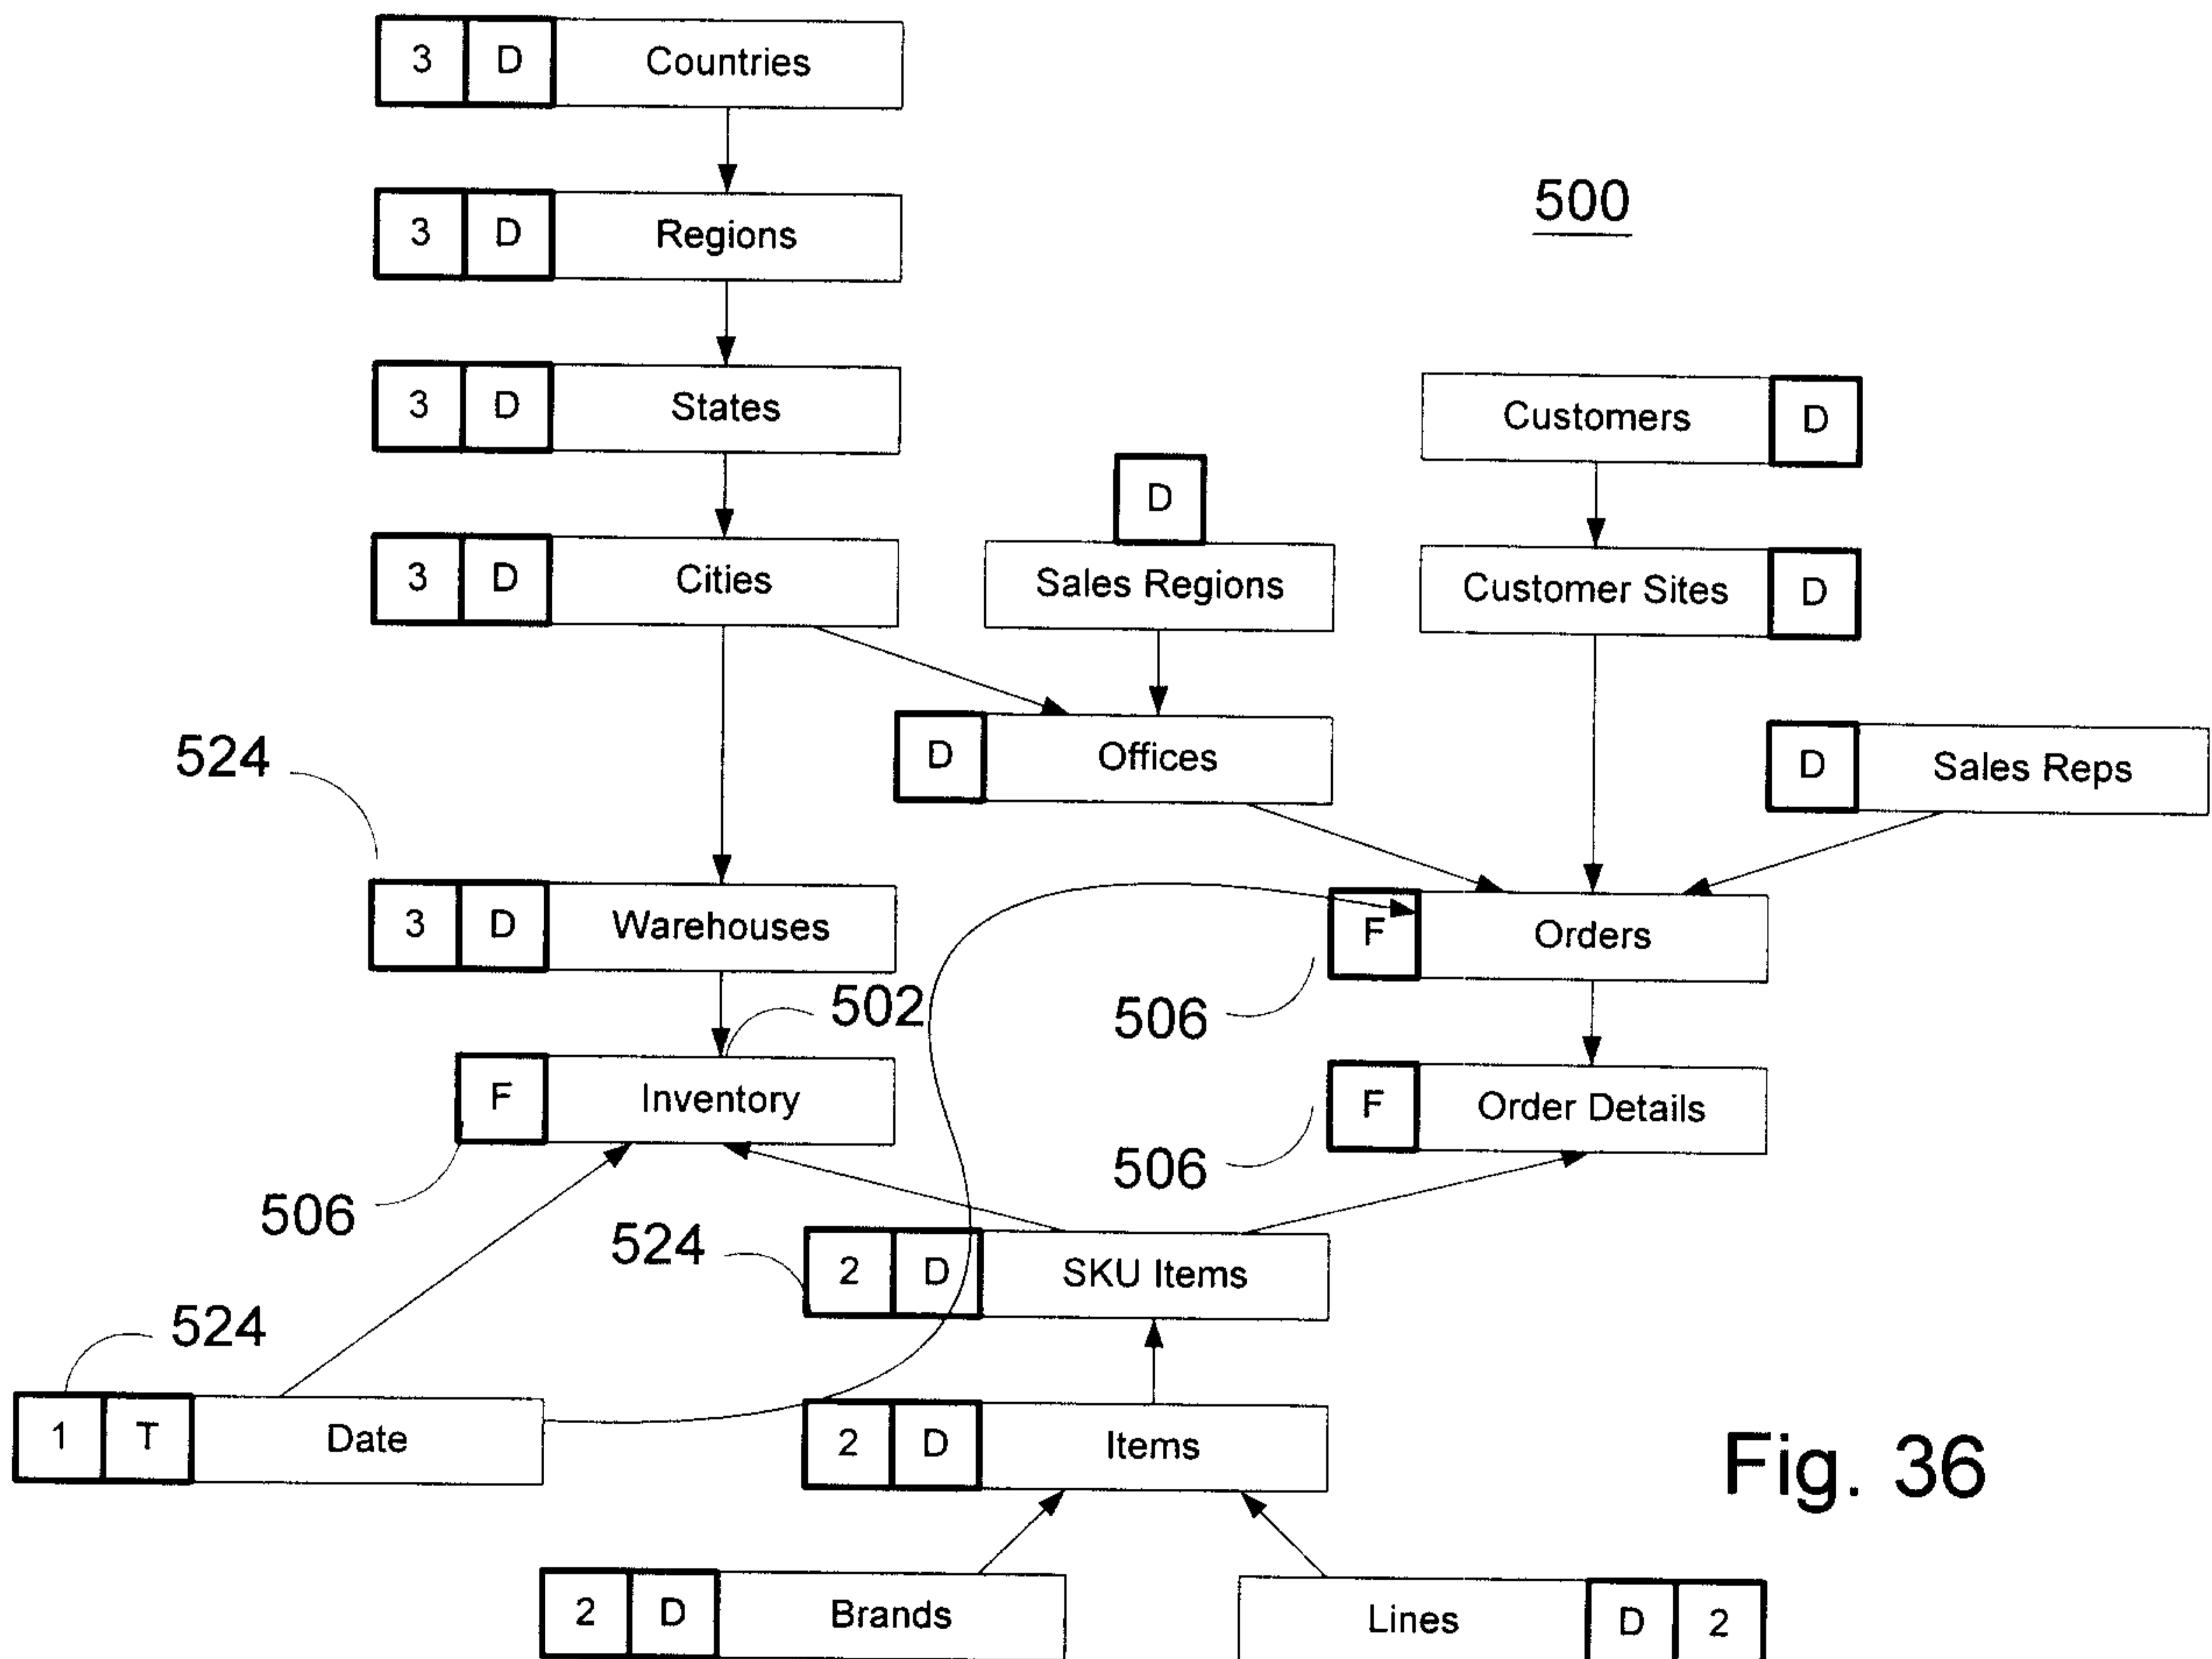 3 D Countries
3 D Regions
500
3 D States
Customers D
D
3 D Cities
Sales Regions
Customer Sites D
524
D Offices
D Sales Reps
3 D Warehouses
F Orders
502
506
F Inventory
F Order Details
506
506
524
2 D SKU Items
524
1 T Date
2 D Items
Fig. 36
2 D Brands
Lines D 2